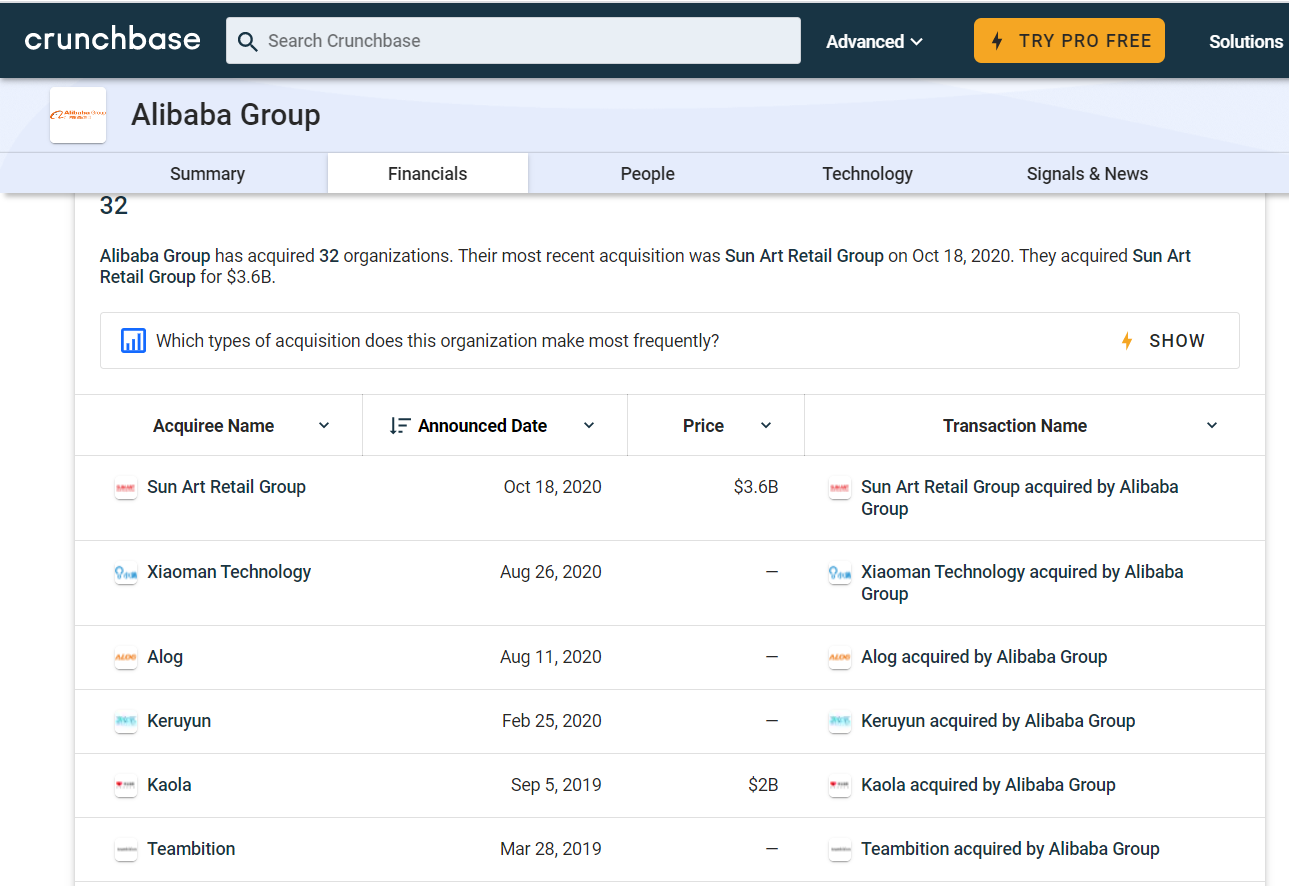 crunchbase
Search Crunchbase
Advanced
TRY PRO FREE
Solutions
Alibaba Group
Summary
Financials
People
Technology
Signals & News
32
Alibaba Group has acquired 32 organizations. Their most recent acquisition was Sun Art Retail Group on Oct 18, 2020. They acquired Sun Art
Retail Group for $3.6B.
Which types of acquisition does this organization make most frequently?
SHOW
Acquiree Name
Announced Date
Price
Transaction Name
Sun Art Retail Group
Oct 18, 2020
$3.6B
Sun Art Retail Group acquired by Alibaba
Group
Xiaoman Technology
Aug 26, 2020
—
Xiaoman Technology acquired by Alibaba
Group
Alog
Aug 11, 2020
—
Alog acquired by Alibaba Group
Keruyun
Feb 25, 2020
—
Keruyun acquired by Alibaba Group
Kaola
Sep 5, 2019
$2B
Kaola acquired by Alibaba Group
Teambition
Mar 28, 2019
—
Teambition acquired by Alibaba Group